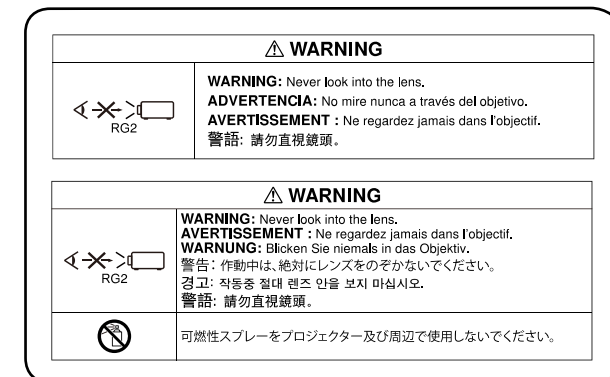 ⚠ WARNING
RG2
WARNING: Never look into the lens.
ADVERTENCIA: No mire nunca a través del objetivo.
AVERTISSEMENT : Ne regardez jamais dans l'objectif.
警語: 請勿直視鏡頭。
⚠ WARNING
RG2
WARNING: Never look into the lens.
AVERTISSEMENT : Ne regardez jamais dans l'objectif.
WARNUNG: Blicken Sie niemals in das Objektiv.
警告: 作動中は、絶対にレンズをのぞかないでください。
경고: 작동중 절대 렌즈 안을 보지 마십시오.
警語: 請勿直視鏡頭。
可燃性スプレーをプロジェクター及び周辺で使用しないでください。